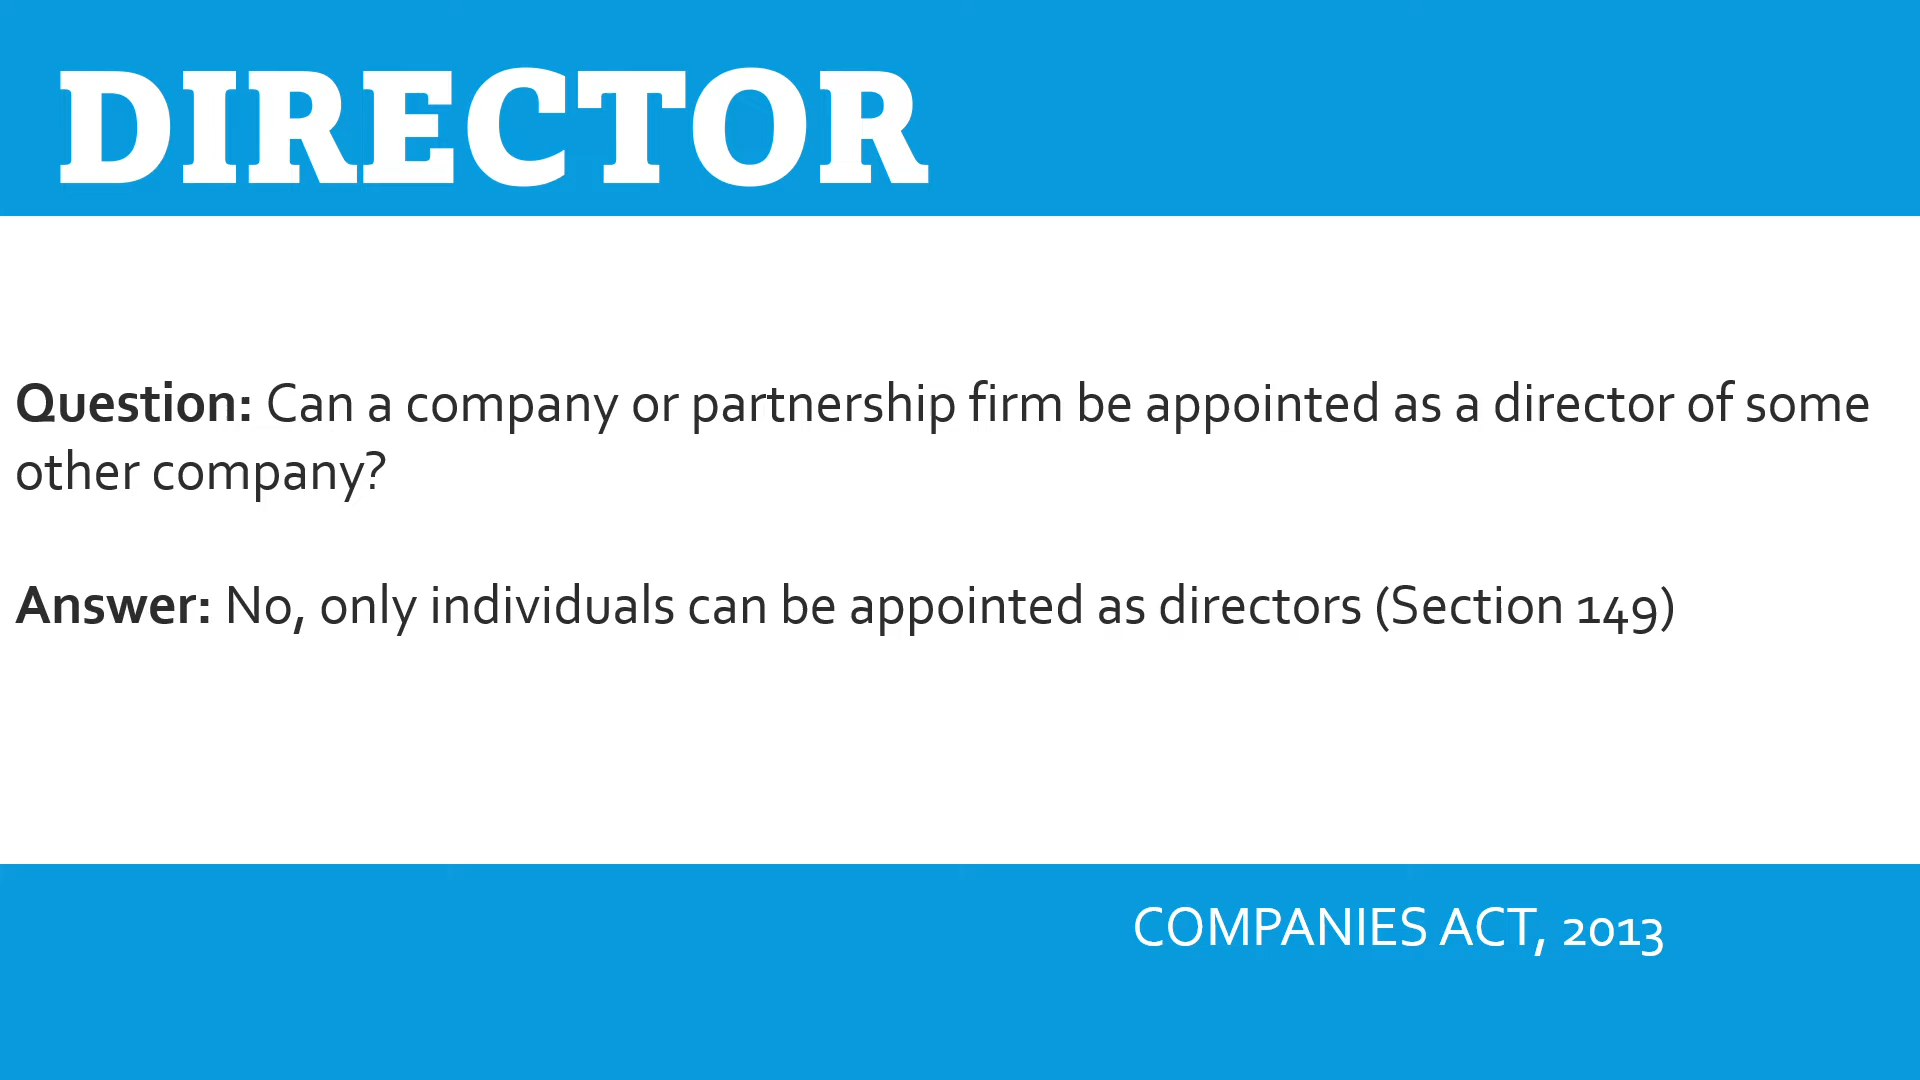 DIRECTOR
Question: Can a company or partnership firm be appointed as a director of some
other company?
Answer: No, only individuals can be appointed as directors (Section 149)
COMPANIES ACT, 2013